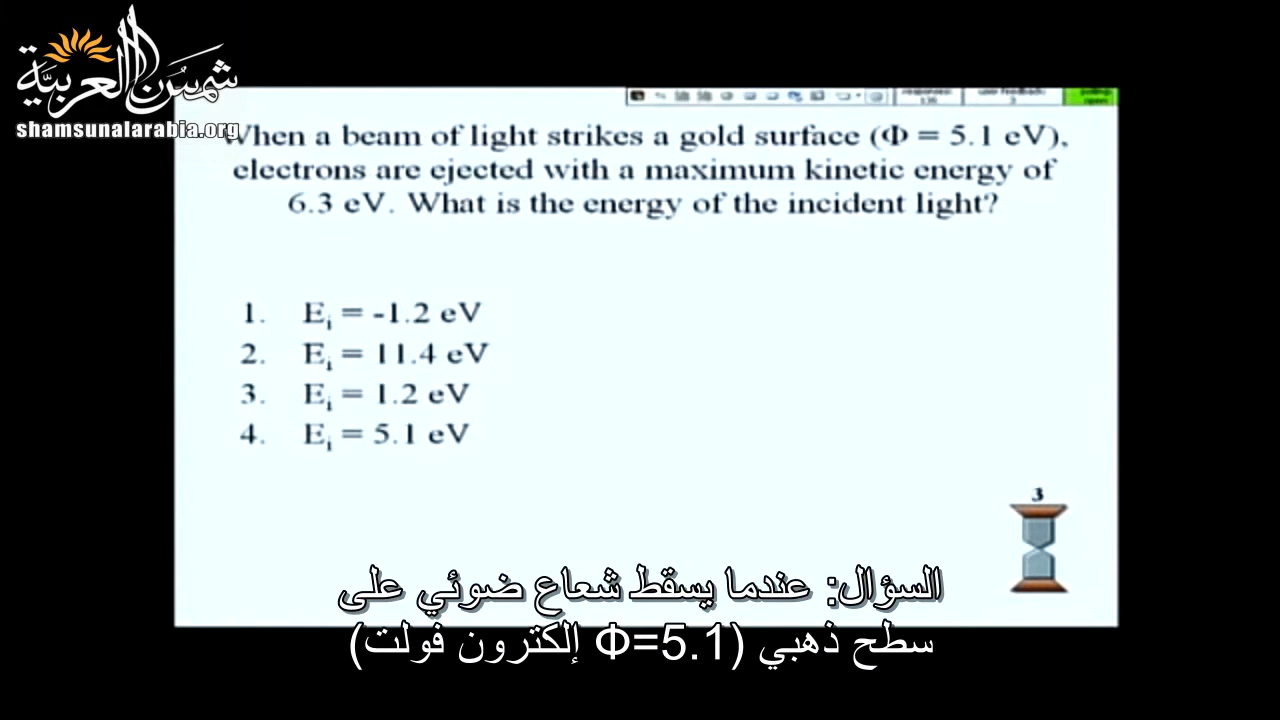 شمس العربية
shamsunalarabia.org
When a beam of light strikes a gold surface (Φ = 5.1 eV),
electrons are ejected with a maximum kinetic energy of
6.3 eV. What is the energy of the incident light?
1. Ei = -1.2 eV
2. Ei = 11.4 eV
3. Ei = 1.2 eV
4. Ei = 5.1 eV
3
السؤال: عندما يسقط شعاع ضوئي على
سطح ذهبي (Φ=5.1 إلكترون فولت)